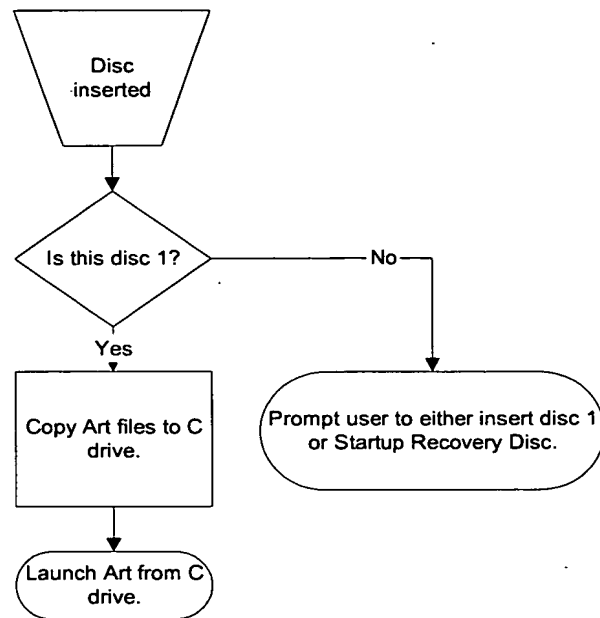 Disc
inserted
Is this disc 1?
No
Yes
Copy Art files to C
drive.
Prompt user to either insert disc 1
or Startup Recovery Disc.
Launch Art from C
drive.